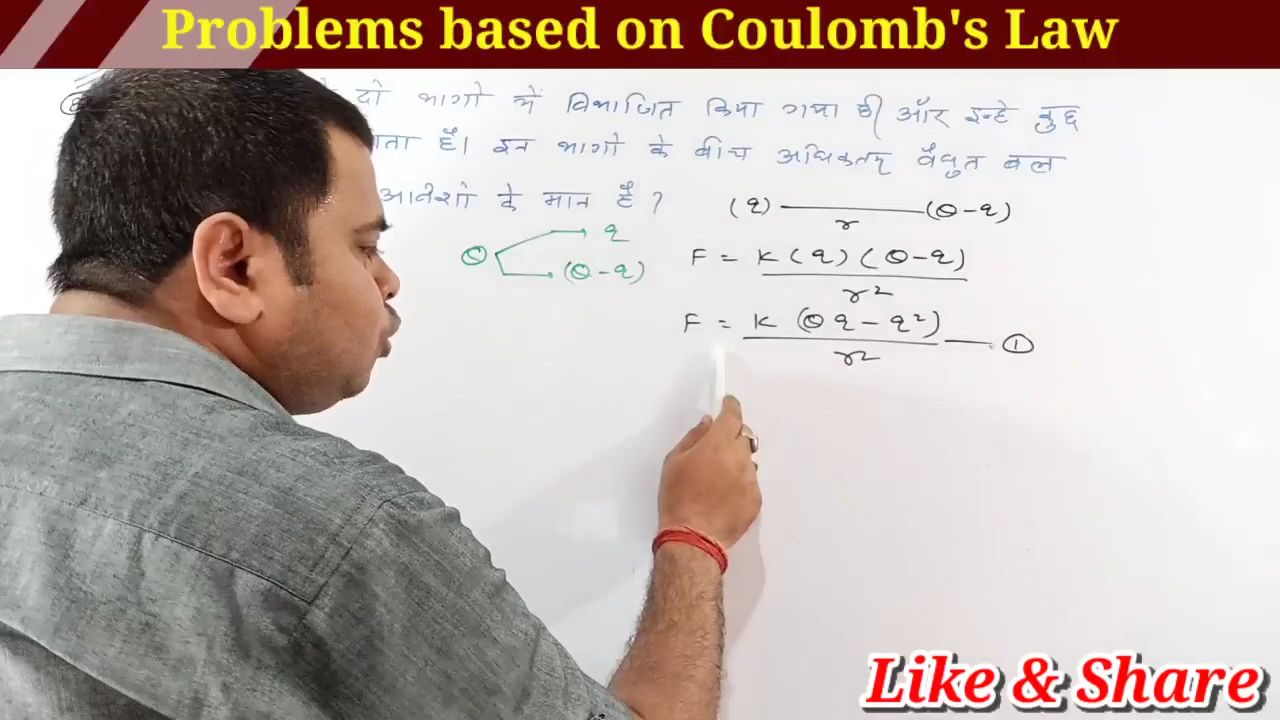 Problems based on Coulomb's Law
दो भागो में विभाजित किया गया है और इन्हे कुछ
जाता है। इन भागो के बीच अधिकतम वैधुत बल
आवेशों के मान है ?
(q) r (Q-q)
Q q
(Q-q)
F = K (q) (Q-q)
r²
F = K (Qq - q²) ①
r²
Like & Share